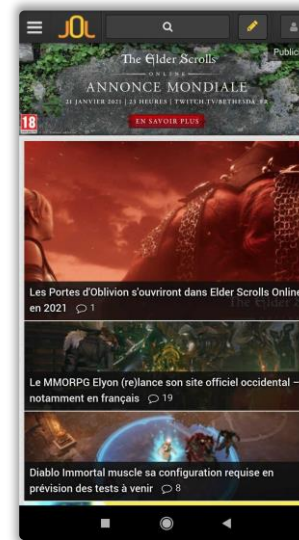 JOL
Public
The Elder Scrolls
ONLINE
ANNONCE MONDIALE
21 JANVIER 2021 | 23 HEURES | TWITCH.TV/BETHESDA_FR
18
EN SAVOIR PLUS
Les Portes d'Oblivion s'ouvriront dans Elder Scrolls Online
en 2021 1
Le MMORPG Elyon (re)lance son site officiel occidental –
notamment en français 19
Diablo Immortal muscle sa configuration requise en
prévision des tests à venir 8